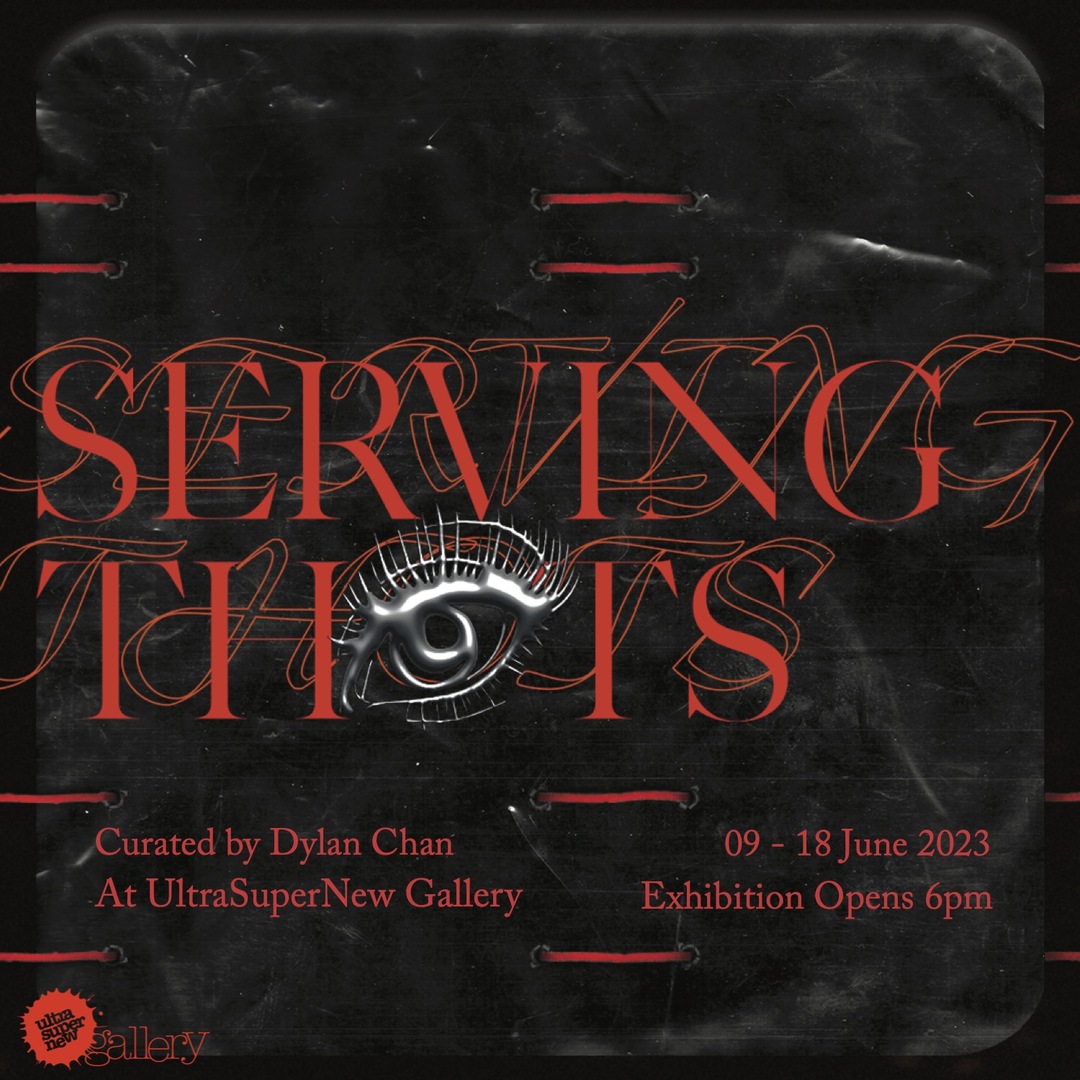 SERVING
THOTS
Curated by Dylan Chan
At UltraSuperNew Gallery
09 - 18 June 2023
Exhibition Opens 6pm
ultra
super
new
gallery